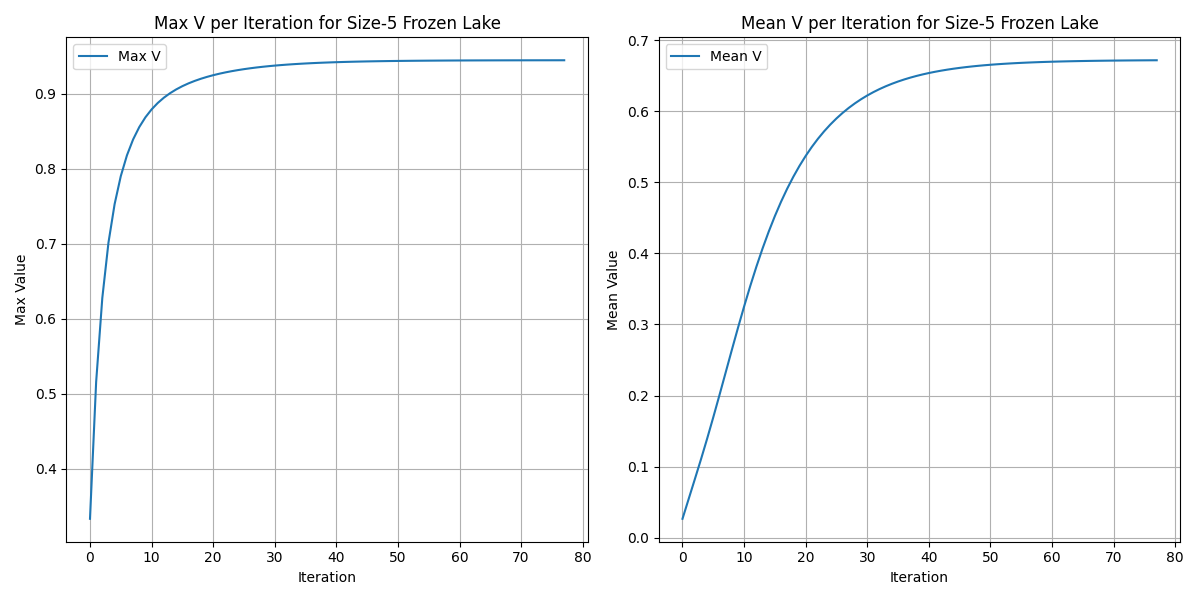 Max V per Iteration for Size-5 Frozen Lake
Max V
Max Value
0.9
0.8
0.7
0.6
0.5
0.4
0 10 20 30 40 50 60 70 80
Iteration
Mean V per Iteration for Size-5 Frozen Lake
Mean V
Mean Value
0.7
0.6
0.5
0.4
0.3
0.2
0.1
0.0
0 10 20 30 40 50 60 70 80
Iteration